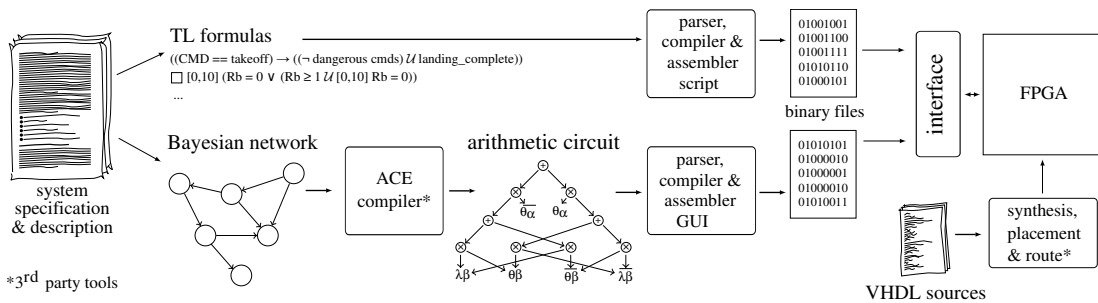 TL formulas
((CMD == takeoff) → ((¬ dangerous cmds) 𝒰 landing_complete))
□ [0,10] (Rb = 0 ∨ (Rb ≥ 1 𝒰 [0,10] Rb = 0))
...
parser,
compiler &
assembler
script
01001001
01001100
01001111
01010110
01000101
binary files
interface
FPGA
system
specification
& description
Bayesian network
ACE
compiler*
arithmetic circuit
+
×
×
θα
θα
+
+
×
×
×
×
λβ
θβ
θβ
λβ
parser,
compiler &
assembler
GUI
01010101
01000010
01000001
01000010
01010011
synthesis,
placement
& route*
VHDL sources
*3rd party tools